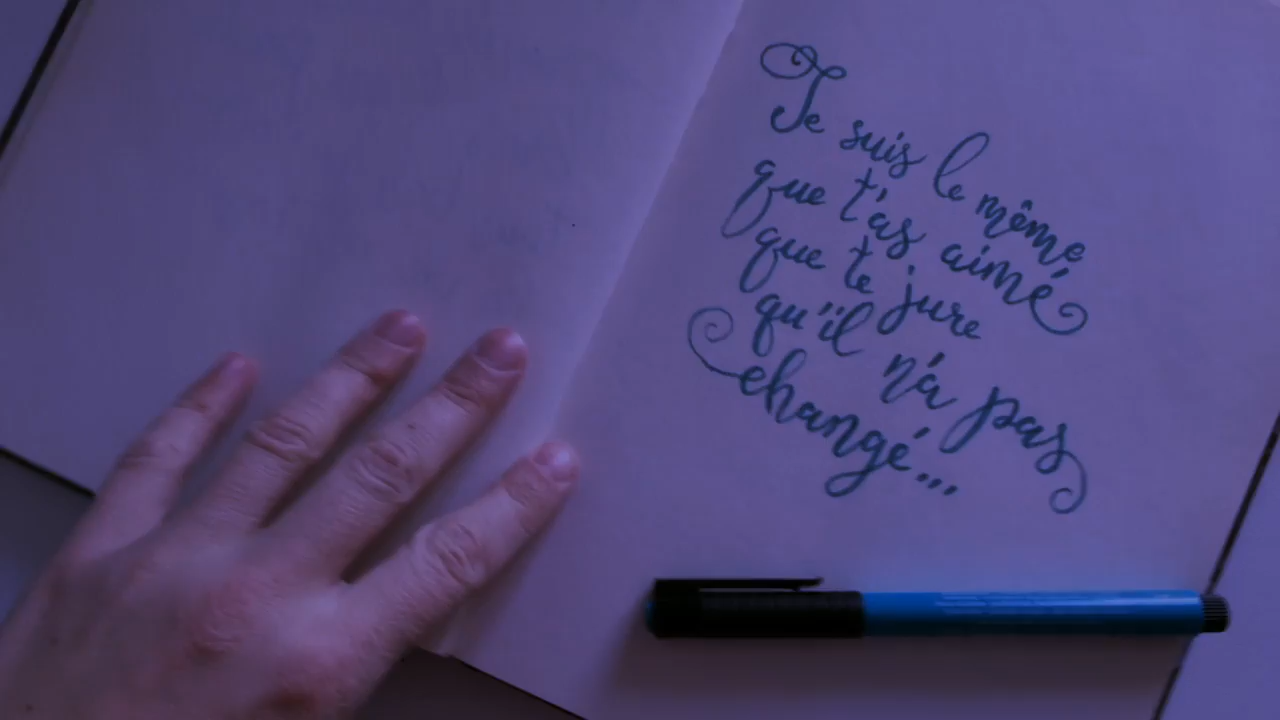 Je suis le même
que t'as aimé
que te jure
qu'il n'a pas
changé...